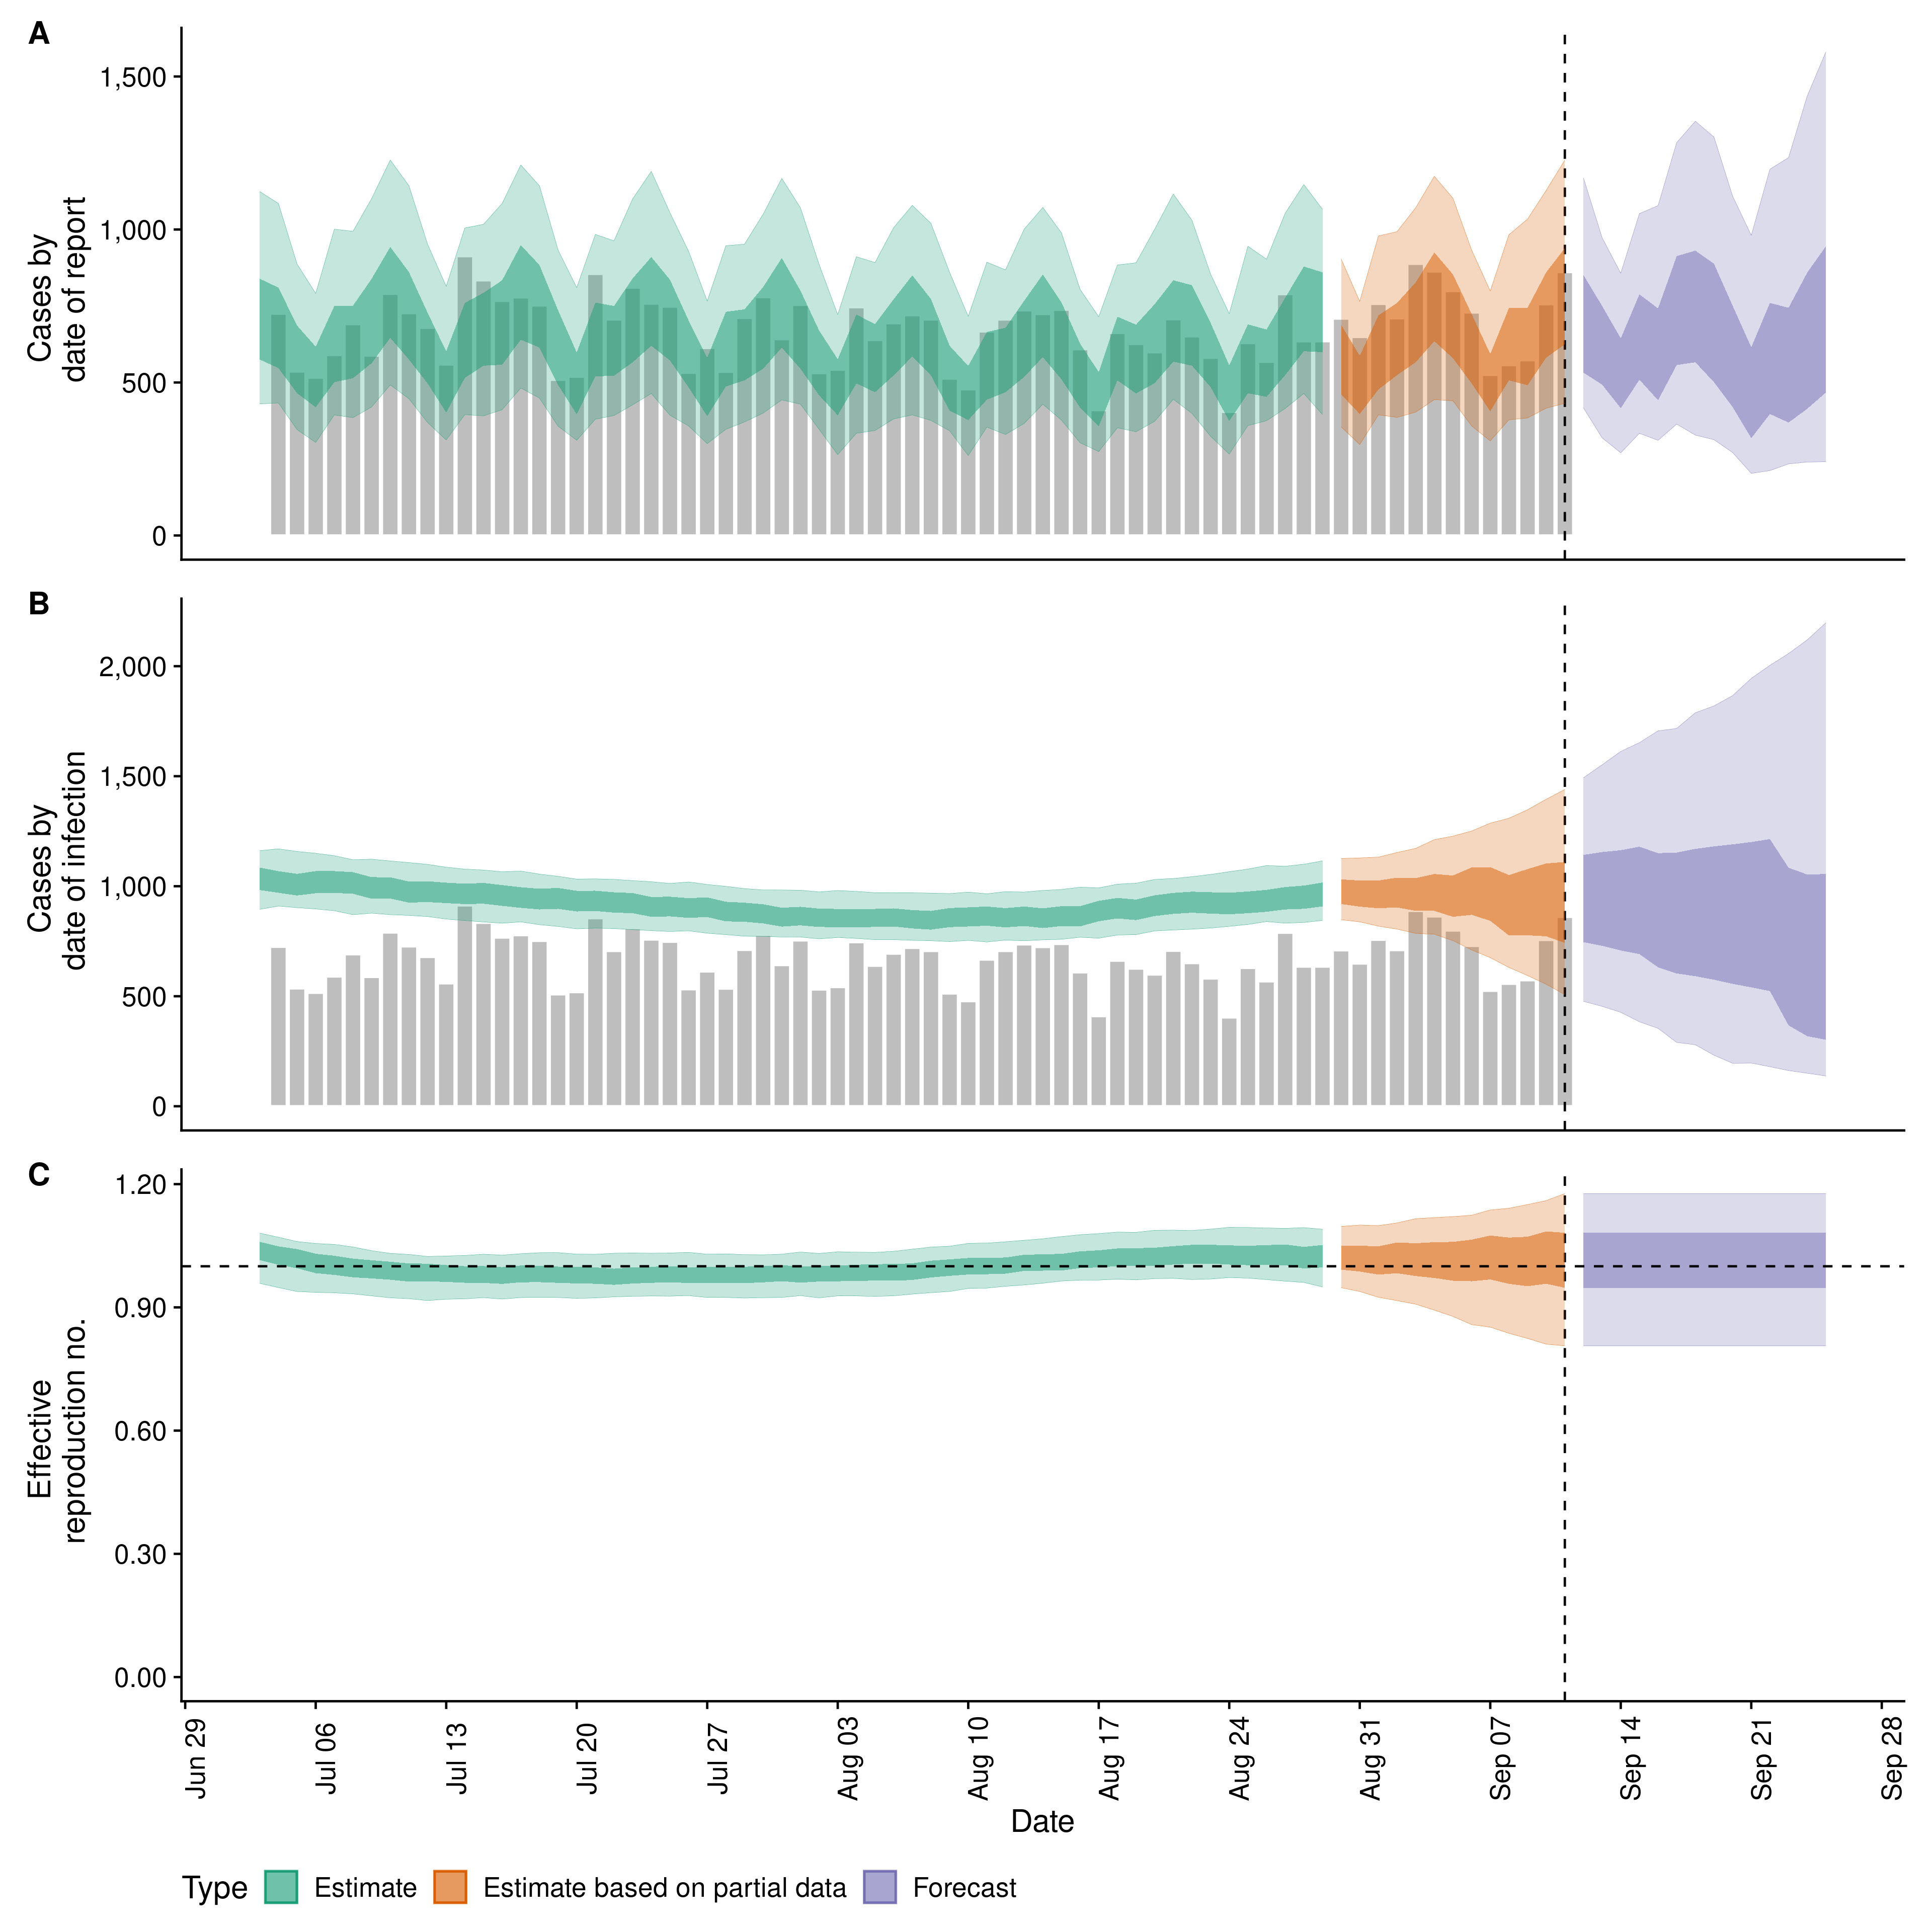 A
1,500
1,000
500
0
Cases by
date of report
B
2,000
1,500
1,000
500
0
Cases by
date of infection
C
1.20
0.90
0.60
0.30
0.00
Effective
reproduction no.
Jun 29
Jul 06
Jul 13
Jul 20
Jul 27
Aug 03
Aug 10
Aug 17
Aug 24
Aug 31
Sep 07
Sep 14
Sep 21
Sep 28
Date
Type Estimate Estimate based on partial data Forecast